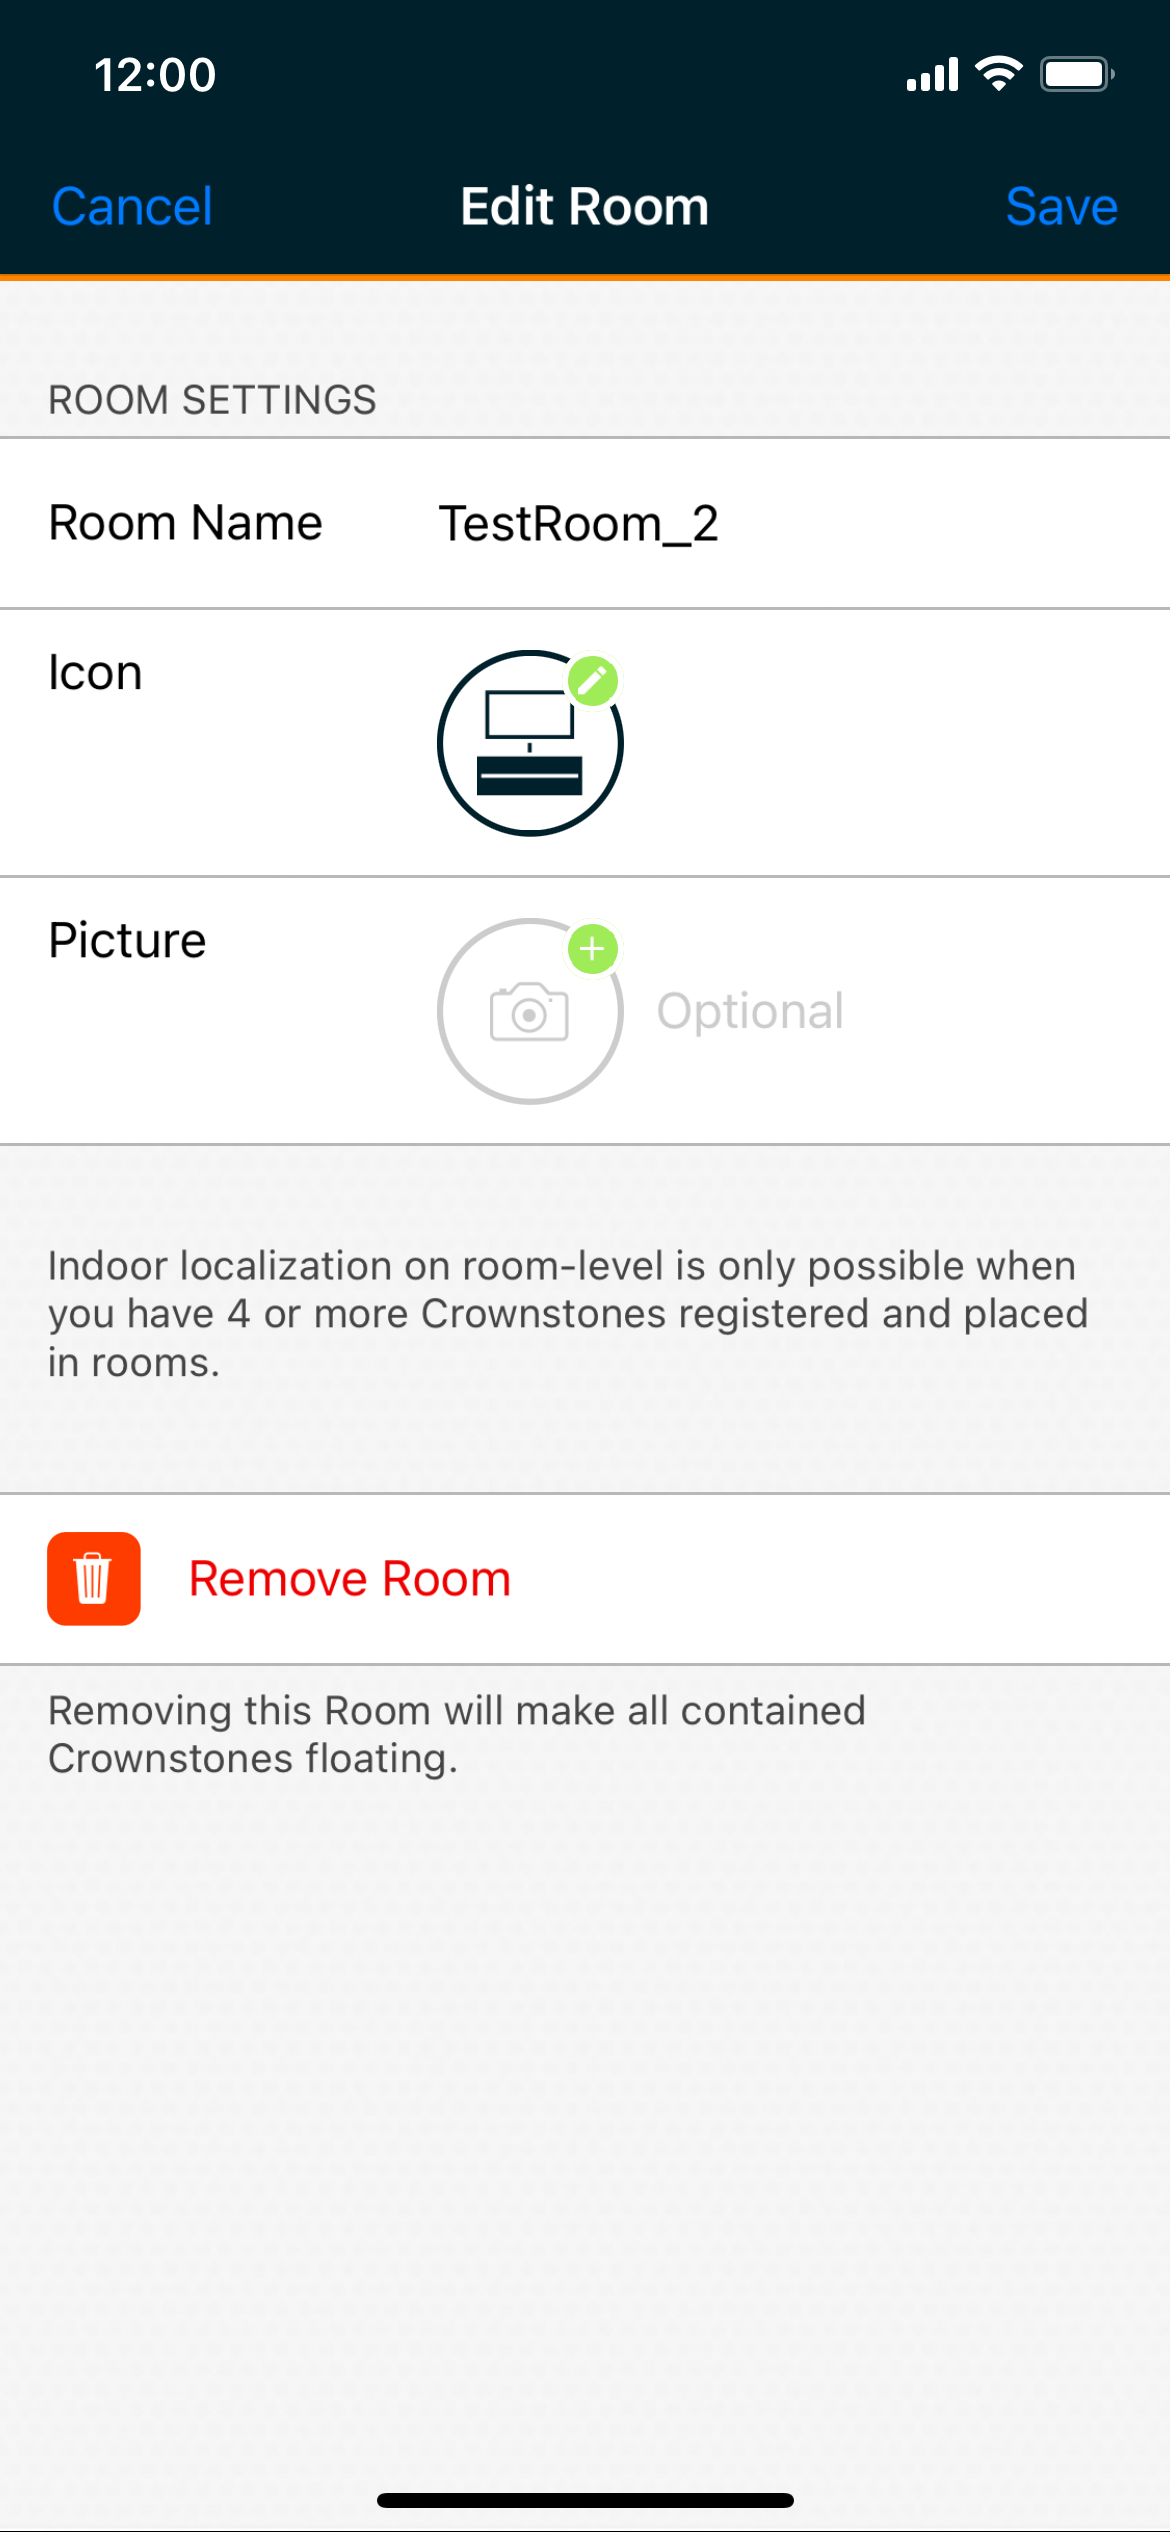 12:00
Cancel
Edit Room
Save
ROOM SETTINGS
Room Name
TestRoom_2
Icon
Picture
Optional
Indoor localization on room-level is only possible when
you have 4 or more Crownstones registered and placed
in rooms.
Remove Room
Removing this Room will make all contained
Crownstones floating.